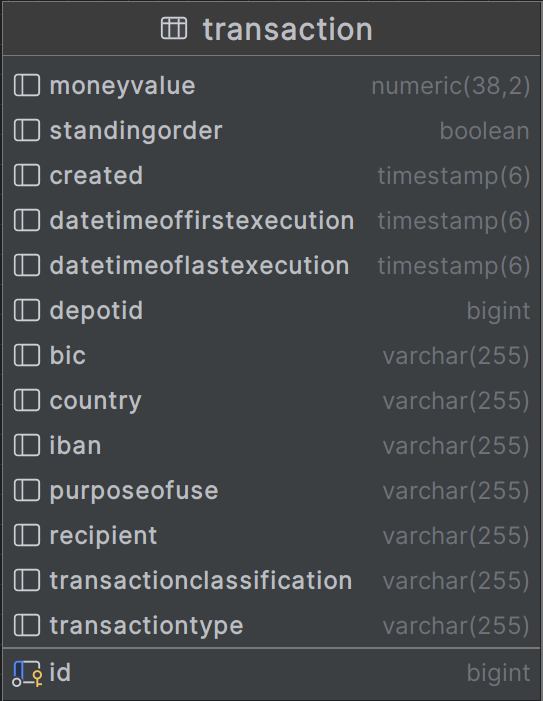 transaction
moneyvalue numeric(38,2)
standingorder boolean
created timestamp(6)
datetimeoffirstexecution timestamp(6)
datetimeoflastexecution timestamp(6)
depotid bigint
bic varchar(255)
country varchar(255)
iban varchar(255)
purposeofuse varchar(255)
recipient varchar(255)
transactionclassification varchar(255)
transactiontype varchar(255)
id bigint